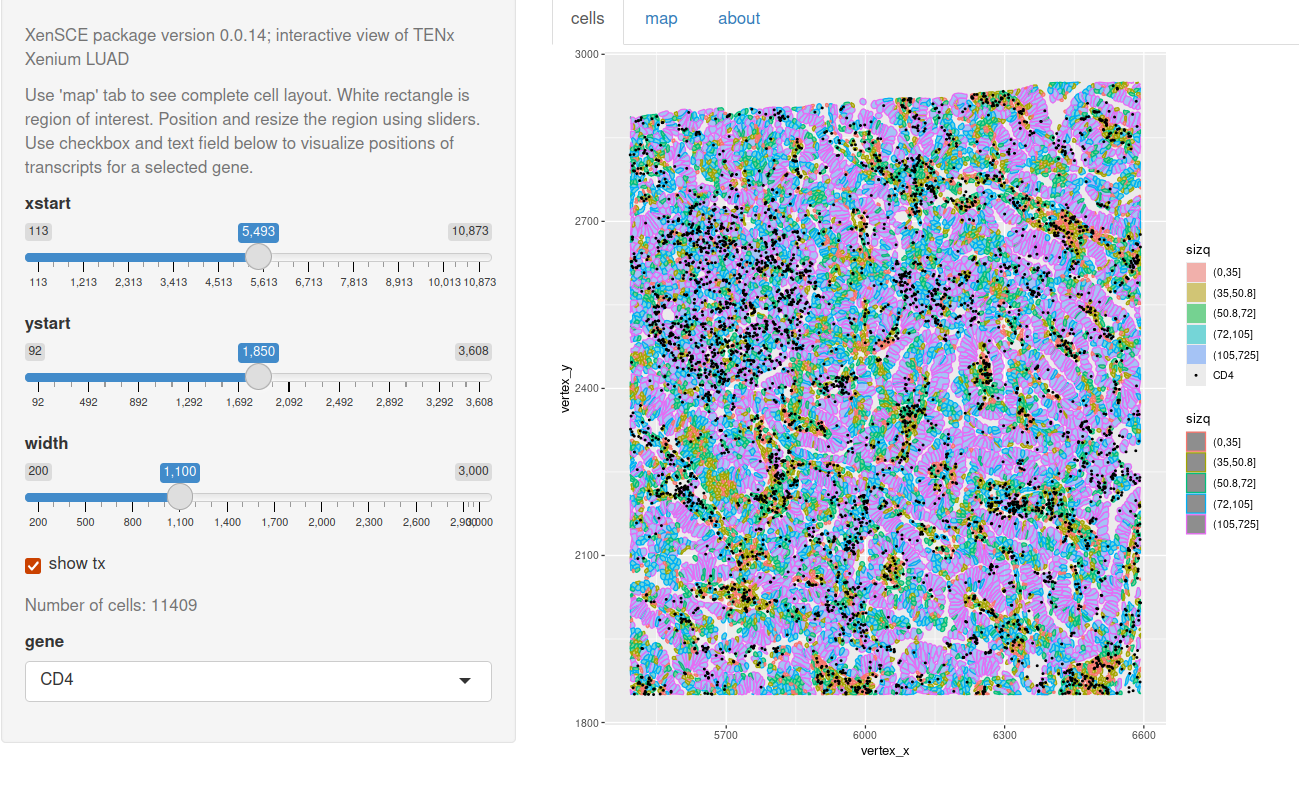 XenSCE package version 0.0.14; interactive view of TENx
Xenium LUAD
Use 'map' tab to see complete cell layout. White rectangle is
region of interest. Position and resize the region using sliders.
Use checkbox and text field below to visualize positions of
transcripts for a selected gene.
xstart
113 5,493 10,873
113 1,213 2,313 3,413 4,513 5,613 6,713 7,813 8,913 10,013 10,873
ystart
92 1,850 3,608
92 492 892 1,292 1,692 2,092 2,492 2,892 3,292 3,608
width
200 1,100 3,000
200 500 800 1,100 1,400 1,700 2,000 2,300 2,600 2,900 3,000
show tx
Number of cells: 11409
gene
CD4
cells map about
3000
2700
2400
2100
1800
vertex_y
5700 6000 6300 6600
vertex_x
sizq
(0,35]
(35,50.8]
(50.8,72]
(72,105]
(105,725]
CD4
sizq
(0,35]
(35,50.8]
(50.8,72]
(72,105]
(105,725]